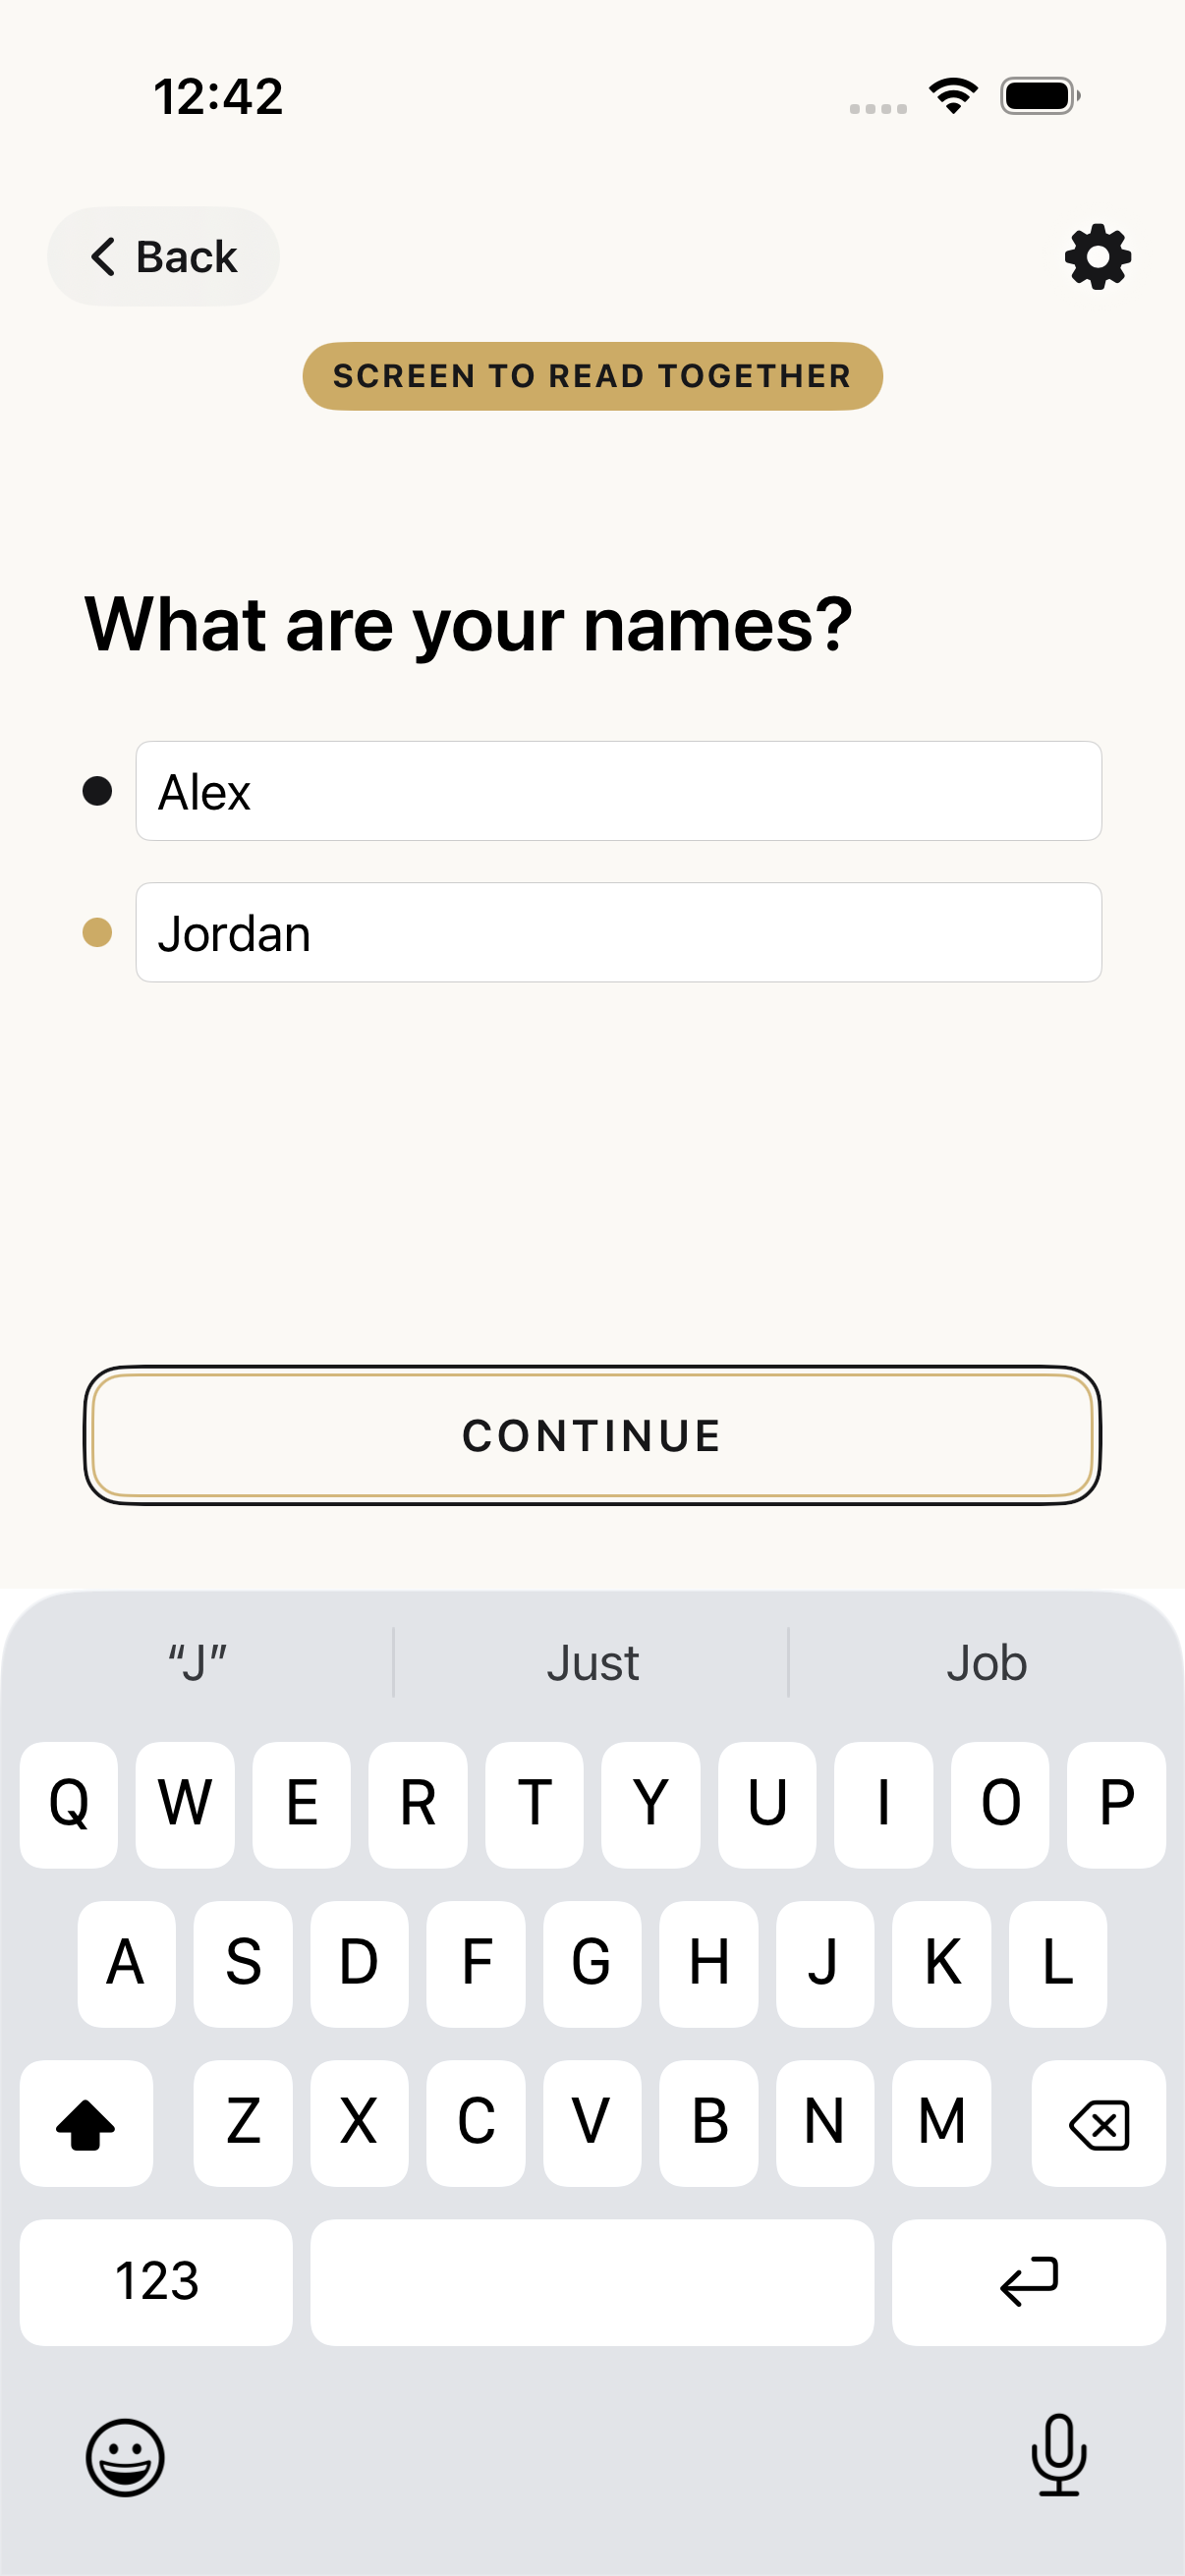 12:42
Back
SCREEN TO READ TOGETHER
What are your names?
Alex
Jordan
CONTINUE
“J” Just Job
Q W E R T Y U I O P
A S D F G H J K L
Z X C V B N M
123